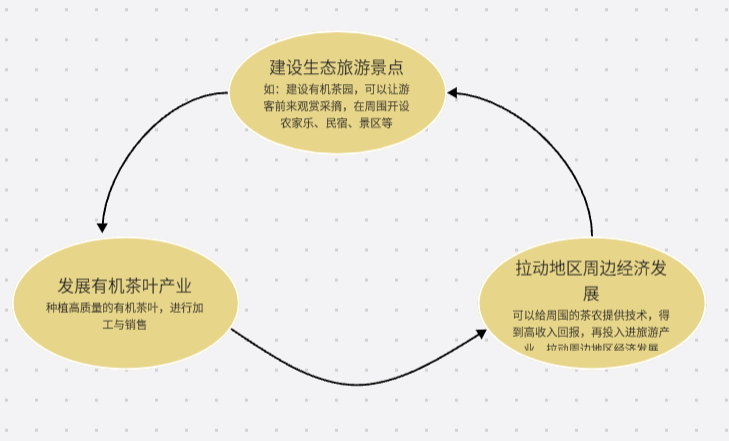 建设生态旅游景点
如：建设有机茶园，可以让游
客前来观赏采摘，在周围开设
农家乐、民宿、景区等
发展有机茶叶产业
种植高质量的有机茶叶，进行加
工与销售
拉动地区周边经济发
展
可以给周围的茶农提供技术，得
到高收入回报，再投入进旅游产
业，拉动周边地区经济发展